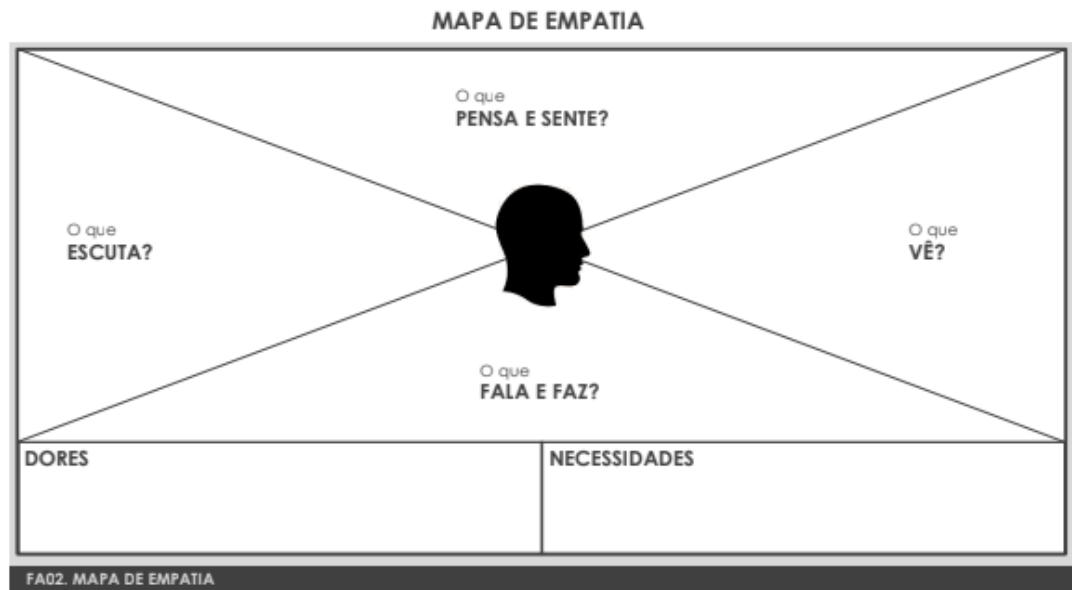 MAPA DE EMPATIA
O que
PENSA E SENTE?
O que
ESCUTA?
O que
VÊ?
O que
FALA E FAZ?
DORES
NECESSIDADES
FA02. MAPA DE EMPATIA